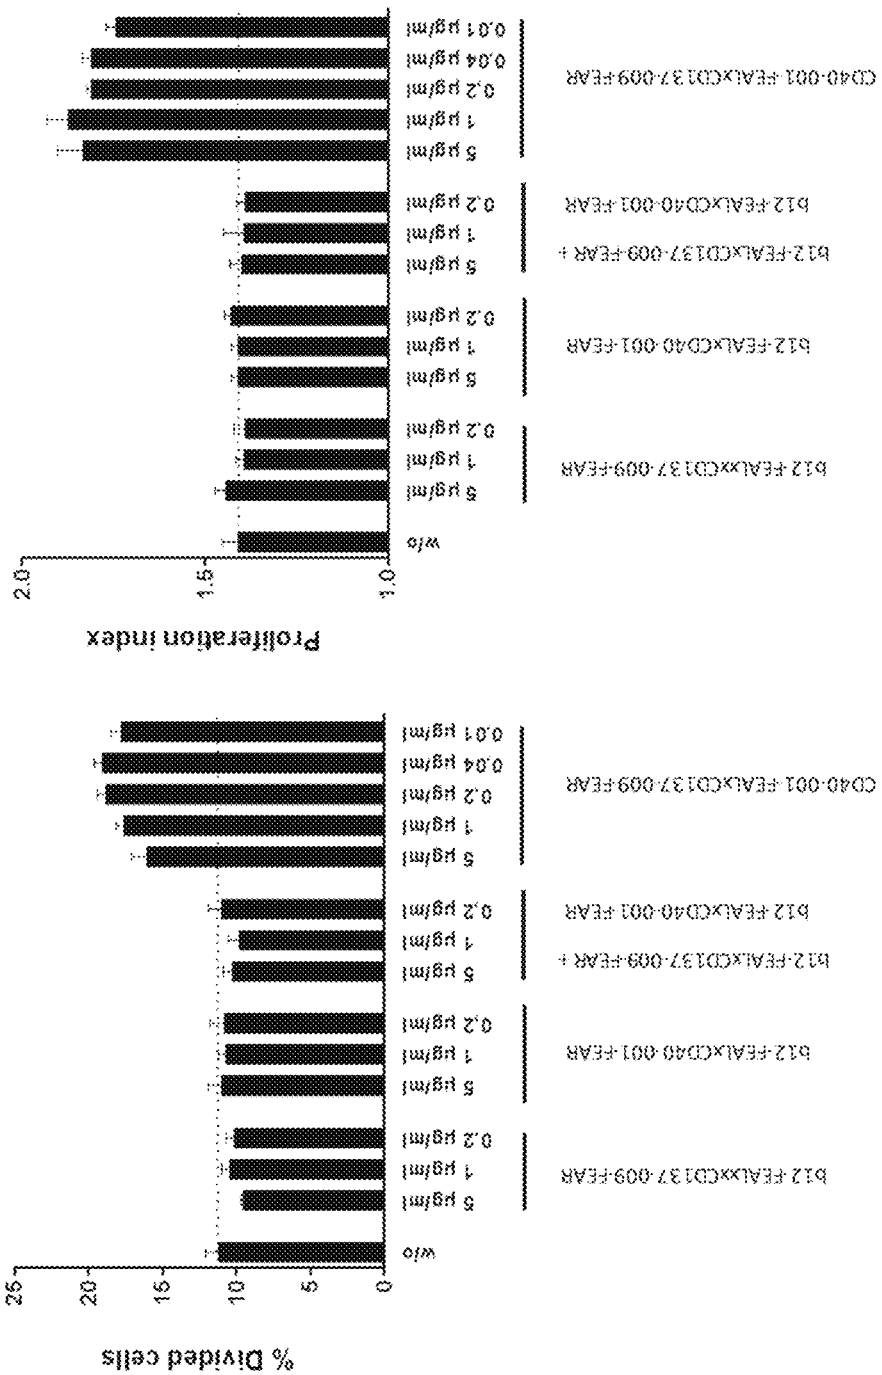 % Divided cells
0
5
10
15
20
25
w/o
5 µg/ml
1 µg/ml
0.2 µg/ml
b12-FEALxxCD137-009-FEAR
5 µg/ml
1 µg/ml
0,2 µg/ml
b12-FEALxCD40-001-FEAR
5 µg/ml
1 µg/ml
0,2 µg/ml
b12-FEALxCD137-009-FEAR +
b12-FEALxCD40-001-FEAR
5 µg/ml
1 µg/ml
0.2 µg/ml
0.04 µg/ml
0.01 µg/ml
CD40-001-FEALxCD137-009-FEAR
Proliferation index
1.0
1.5
2.0
w/o
5 µg/ml
1 µg/ml
0.2 µg/ml
b12-FEALxxCD137-009-FEAR
5 µg/ml
1 µg/ml
0.2 µg/ml
b12-FEALxCD40-001-FEAR
5 µg/ml
1 µg/ml
0.2 µg/ml
b12-FEALxCD137-009-FEAR +
b12-FEALxCD40-001-FEAR
5 µg/ml
1 µg/ml
0,2 µg/ml
0.04 µg/ml
0.01 µg/ml
CD40-001-FEALxCD137-009-FEAR